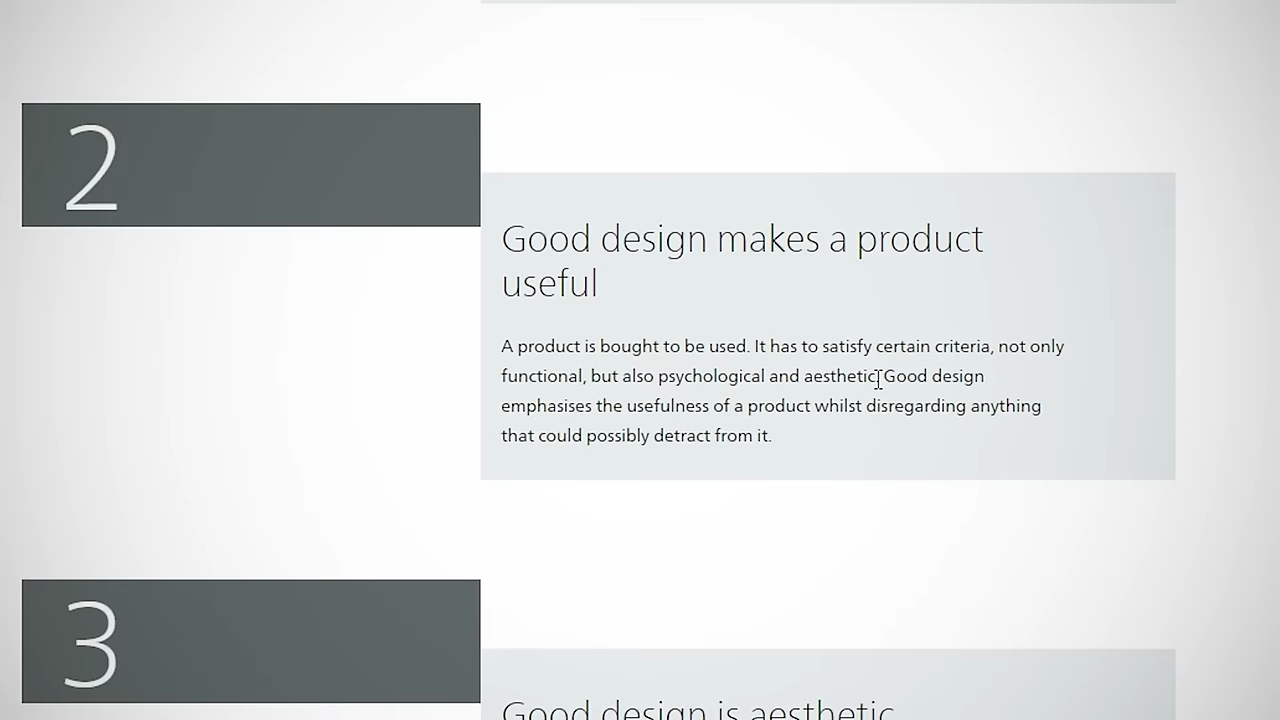 2
Good design makes a product
useful
A product is bought to be used. It has to satisfy certain criteria, not only
functional, but also psychological and aesthetic. Good design
emphasises the usefulness of a product whilst disregarding anything
that could possibly detract from it.
3
Good design is aesthetic